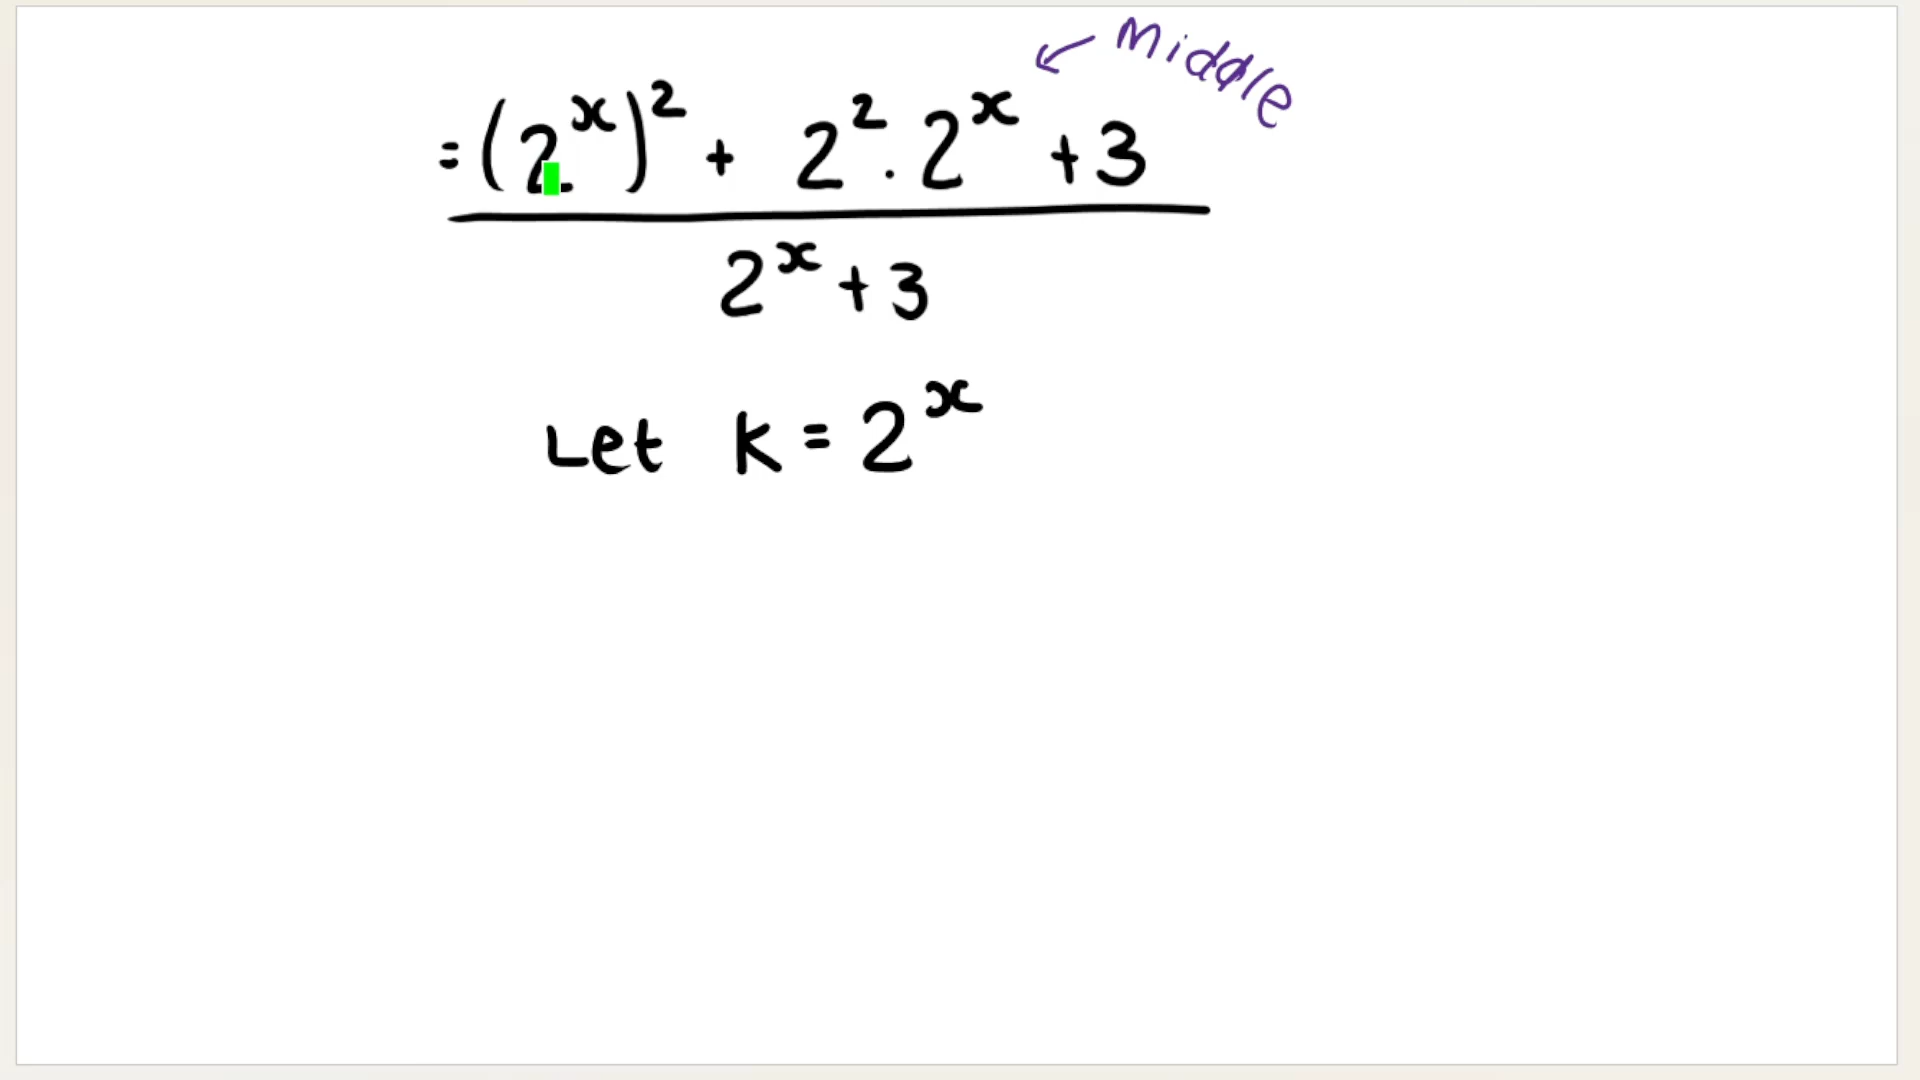 Middle
= (2^x)^2 + 2^2 . 2^x + 3
2^x + 3
Let k = 2^x